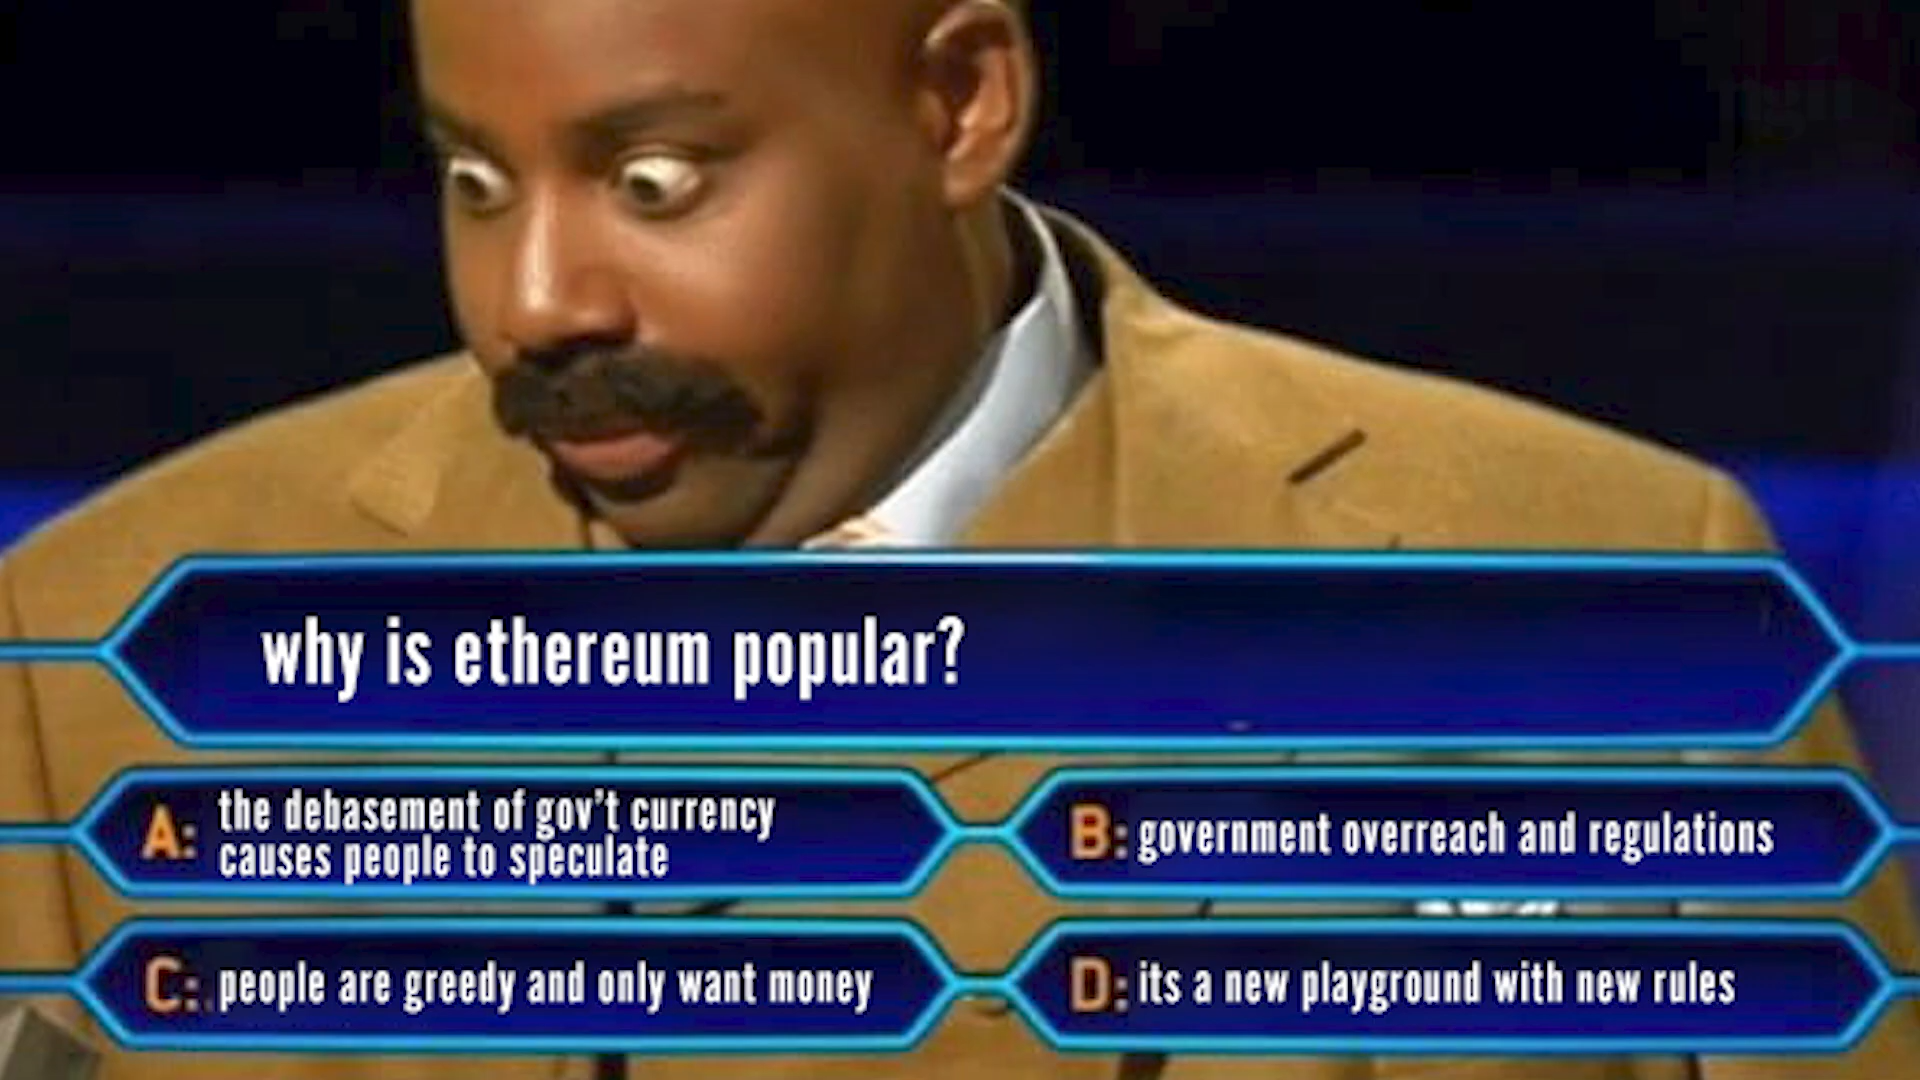 why is ethereum popular?
A: the debasement of gov't currency
causes people to speculate
B: government overreach and regulations
C: people are greedy and only want money
D: its a new playground with new rules